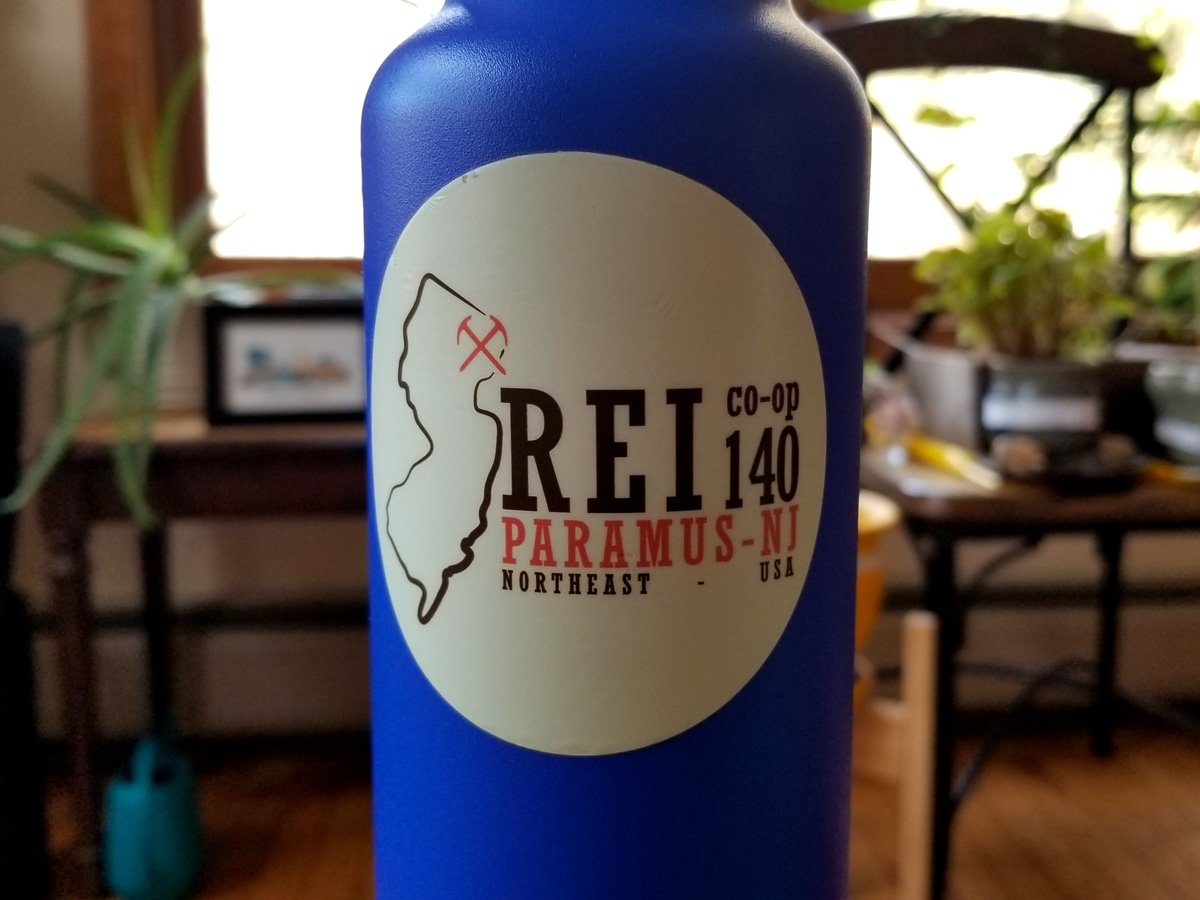 REI co-op
140
PARAMUS-NJ
NORTHEAST - USA